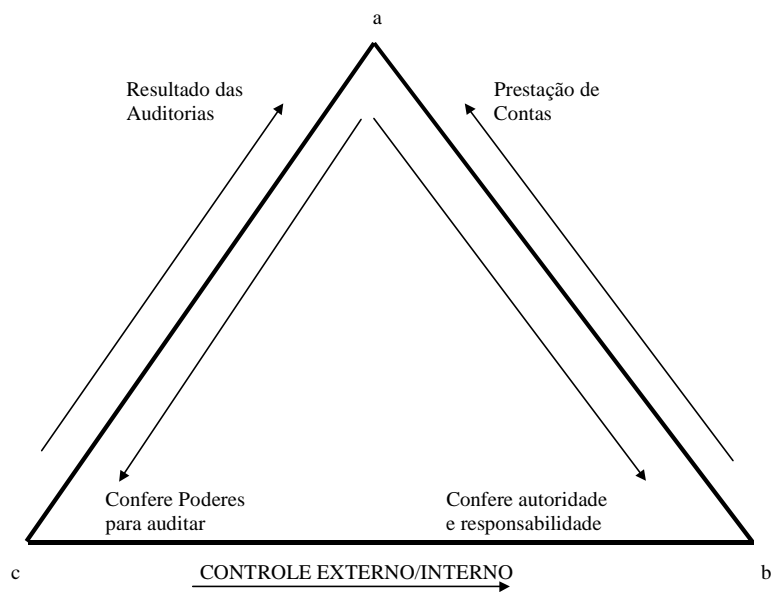 a
Resultado das
Auditorias
Prestação de
Contas
Confere Poderes
para auditar
Confere autoridade
e responsabilidade
c
CONTROLE EXTERNO/INTERNO
b